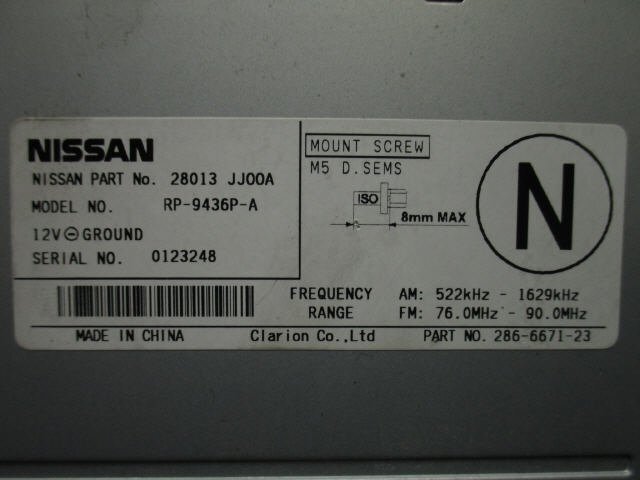 NISSAN
NISSAN PART No. 28013 JJ00A
MODEL NO. RP-9436P-A
12V⊖GROUND
SERIAL NO. 0123248
MOUNT SCREW
M5 D.SEMS
ISO
8mm MAX
N
FREQUENCY RANGE AM: 522kHz - 1629kHz
FM: 76.0MHz - 90.0MHz
MADE IN CHINA Clarion Co.,Ltd PART NO. 286-6671-23